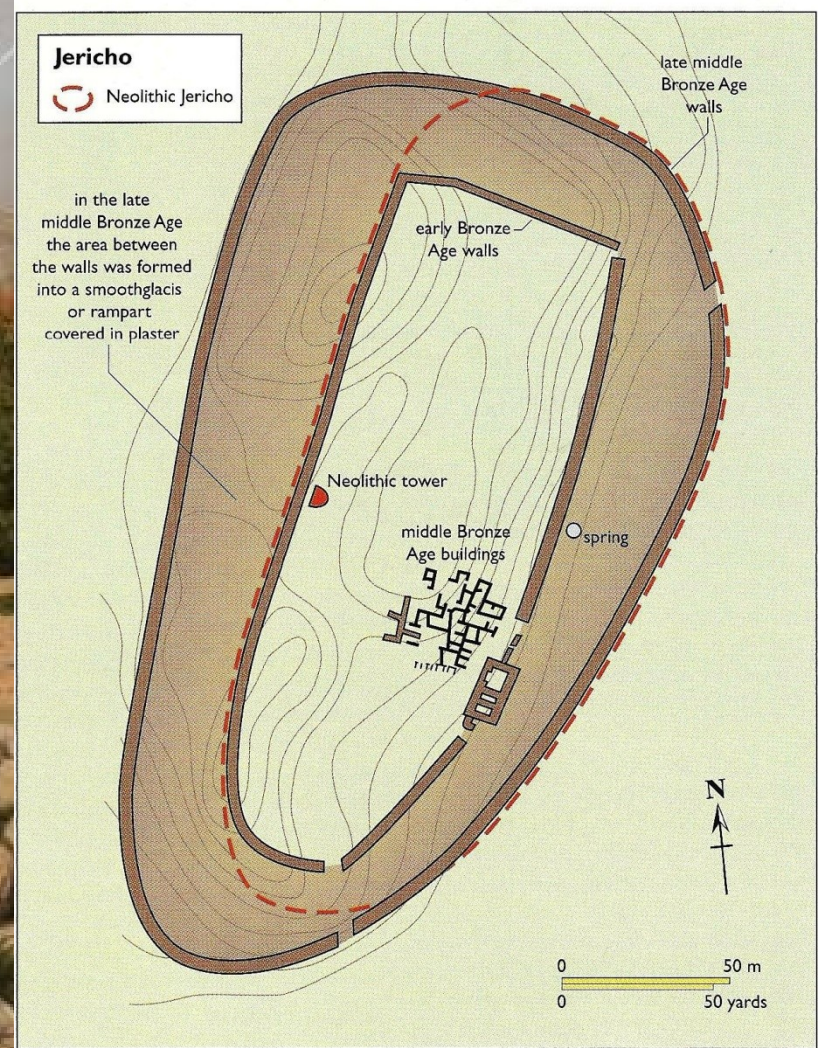 Jericho
Neolithic Jericho
late middle
Bronze Age
walls
in the late
middle Bronze Age
the area between
the walls was formed
into a smoothglacis
or rampart
covered in plaster
early Bronze
Age walls
Neolithic tower
middle Bronze
Age buildings
spring
N
0 50 m
0 50 yards